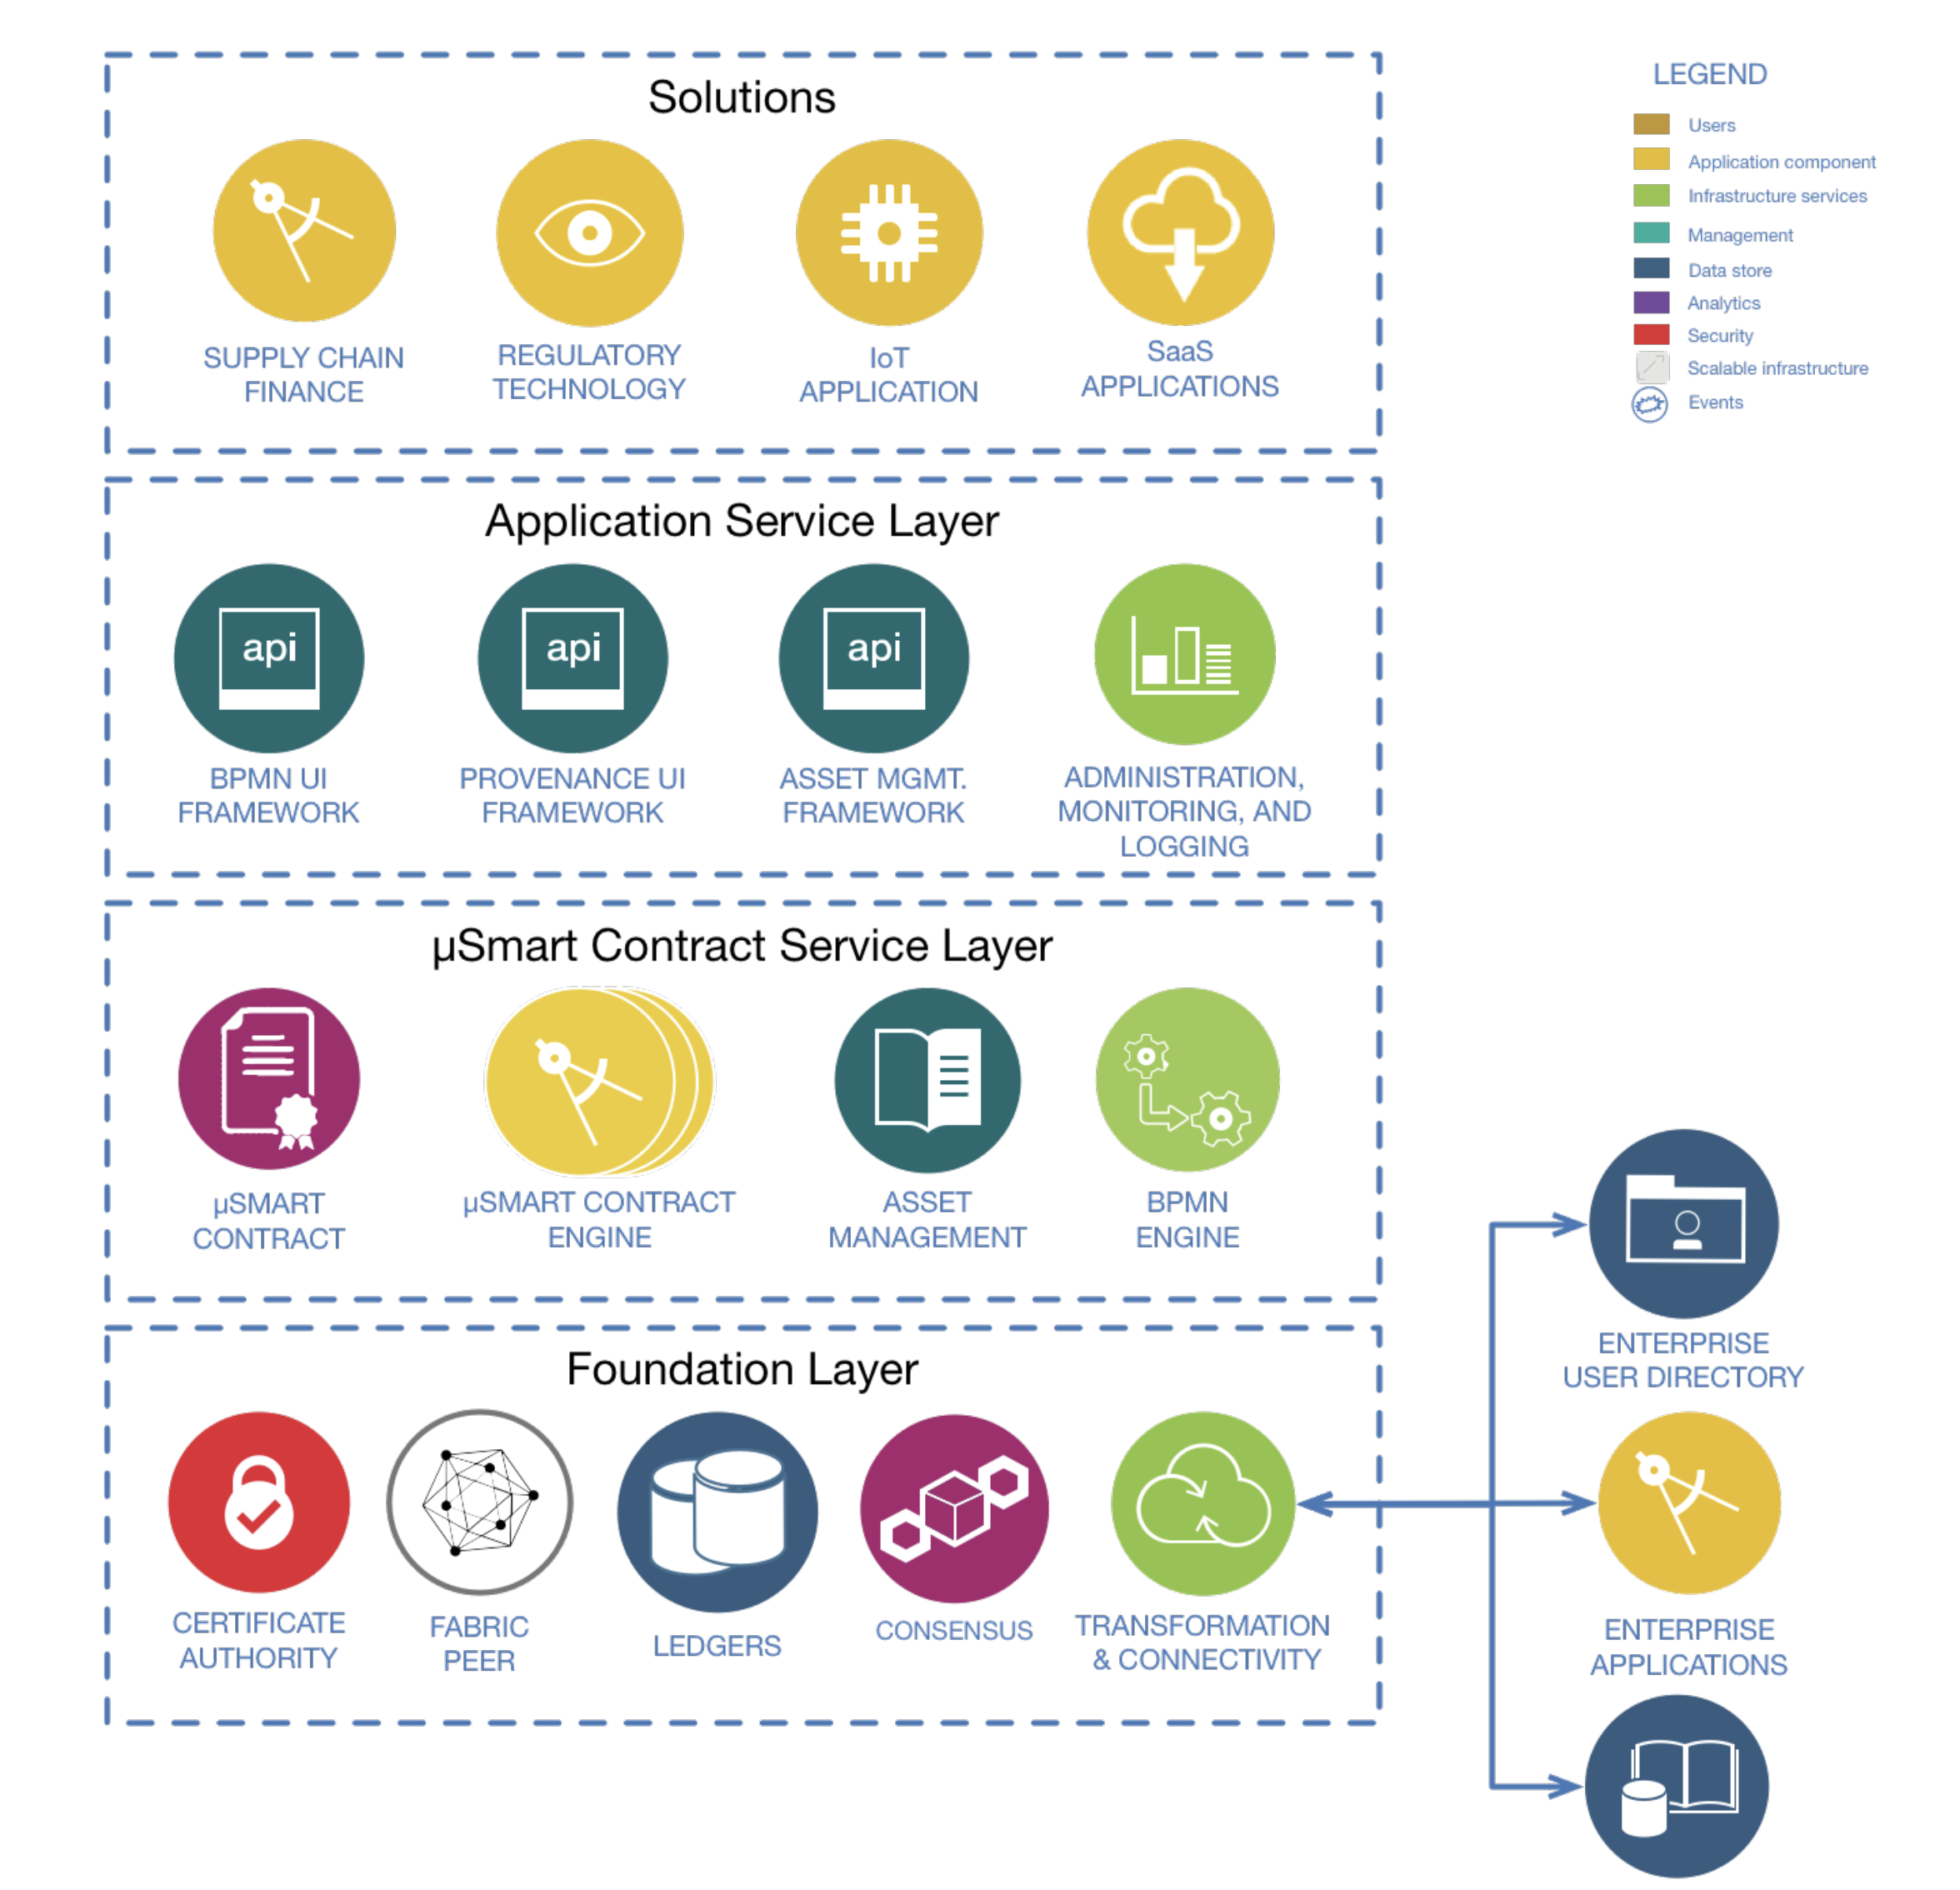 Solutions
SUPPLY CHAIN
FINANCE
REGULATORY
TECHNOLOGY
IoT
APPLICATION
SaaS
APPLICATIONS
LEGEND
Users
Application component
Infrastructure services
Management
Data store
Analytics
Security
Scalable infrastructure
Events
Application Service Layer
api
api
api
BPMN UI
FRAMEWORK
PROVENANCE UI
FRAMEWORK
ASSET MGMT.
FRAMEWORK
ADMINISTRATION,
MONITORING, AND
LOGGING
µSmart Contract Service Layer
µSMART
CONTRACT
µSMART CONTRACT
ENGINE
ASSET
MANAGEMENT
BPMN
ENGINE
Foundation Layer
CERTIFICATE
AUTHORITY
FABRIC
PEER
LEDGERS
CONSENSUS
TRANSFORMATION
& CONNECTIVITY
ENTERPRISE
USER DIRECTORY
ENTERPRISE
APPLICATIONS